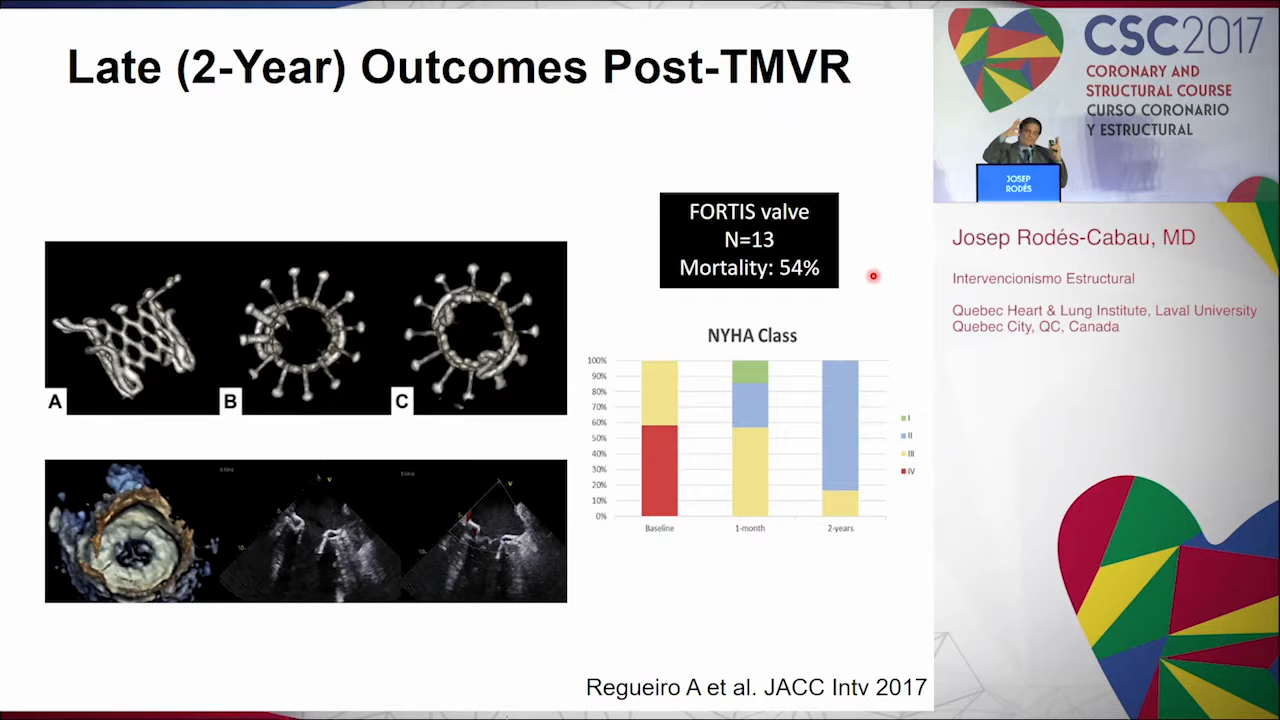 Late (2-Year) Outcomes Post-TMVR
FORTIS valve
N=13
Mortality: 54%
A
B
C
NYHA Class
100%
90%
80%
70%
60%
50%
40%
30%
20%
10%
0%
Baseline
1-month
2-years
I
II
III
IV
Regueiro A et al. JACC Intv 2017
CSC2017
CORONARY AND
STRUCTURAL COURSE
CURSO CORONARIO
Y ESTRUCTURAL
JOSEP
RODÉS
Josep Rodés-Cabau, MD
Intervencionismo Estructural
Quebec Heart & Lung Institute, Laval University
Quebec City, QC, Canada